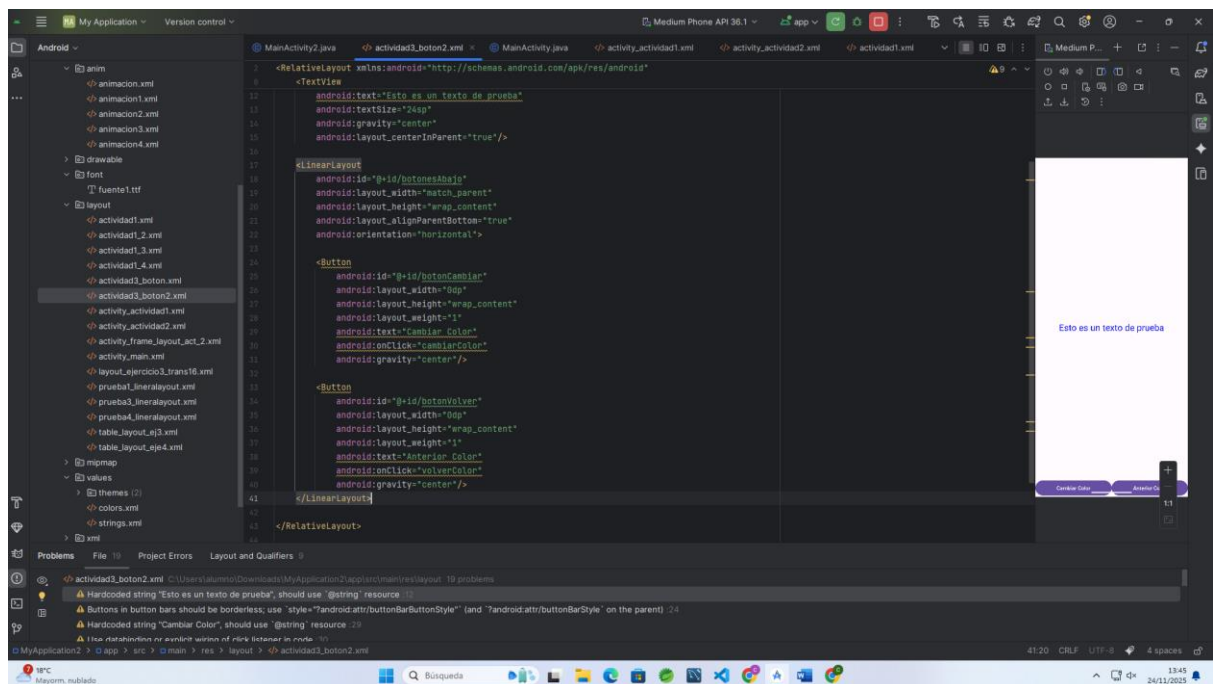 MA My Application Version control
Medium Phone API 36.1
app
Android
MainActivity2.java
actividad3_boton2.xml
MainActivity.java
activity_actividad1.xml
activity_actividad2.xml
actividad1.xml
Medium P...
anim
animacion.xml
animacion1.xml
animacion2.xml
animacion3.xml
animacion4.xml
drawable
font
fuente1.ttf
layout
actividad1.xml
actividad1_2.xml
actividad1_3.xml
actividad1_4.xml
actividad3_boton.xml
actividad3_boton2.xml
activity_actividad1.xml
activity_actividad2.xml
activity_frame_layout_act_2.xml
activity_main.xml
layout_ejercicio3_trans16.xml
prueba1_lineralayout.xml
prueba3_lineralayout.xml
prueba4_lineralayout.xml
table_layout_ej3.xml
table_layout_eje4.xml
mipmap
values
themes (2)
colors.xml
strings.xml
xml
<RelativeLayout xmlns:android="http://schemas.android.com/apk/res/android"
<TextView
android:text="Esto es un texto de prueba"
android:textSize="24sp"
android:gravity="center"
android:layout_centerInParent="true"/>
<LinearLayout
android:id="@+id/botonesAbajo"
android:layout_width="match_parent"
android:layout_height="wrap_content"
android:layout_alignParentBottom="true"
android:orientation="horizontal">
<Button
android:id="@+id/botonCambiar"
android:layout_width="0dp"
android:layout_height="wrap_content"
android:layout_weight="1"
android:text="Cambiar Color"
android:onClick="cambiarColor"
android:gravity="center"/>
<Button
android:id="@+id/botonVolver"
android:layout_width="0dp"
android:layout_height="wrap_content"
android:layout_weight="1"
android:text="Anterior Color"
android:onClick="volverColor"
android:gravity="center"/>
41 </LinearLayout>
</RelativeLayout>
9
Esto es un texto de prueba
Cambiar Color
1:1
Problems File 19 Project Errors Layout and Qualifiers 9
actividad3_boton2.xml C:\Users\alumno\Downloads\MyApplication2\app\src\main\res\layout 19 problems
Hardcoded string "Esto es un texto de prueba", should use `@string` resource :12
Buttons in button bars should be borderless; use `style="?android:attr/buttonBarButtonStyle"` (and `?android:attr/buttonBarStyle` on the parent) :24
Hardcoded string "Cambiar Color", should use `@string` resource :29
Use databinding or explicit wiring of click listener in code :30
MyApplication2 > app > src > main > res > layout > actividad3_boton2.xml
41:20 CRLF UTF-8 4 spaces
18°C
Mayorm. nublado
Búsqueda
13:45
24/11/2025